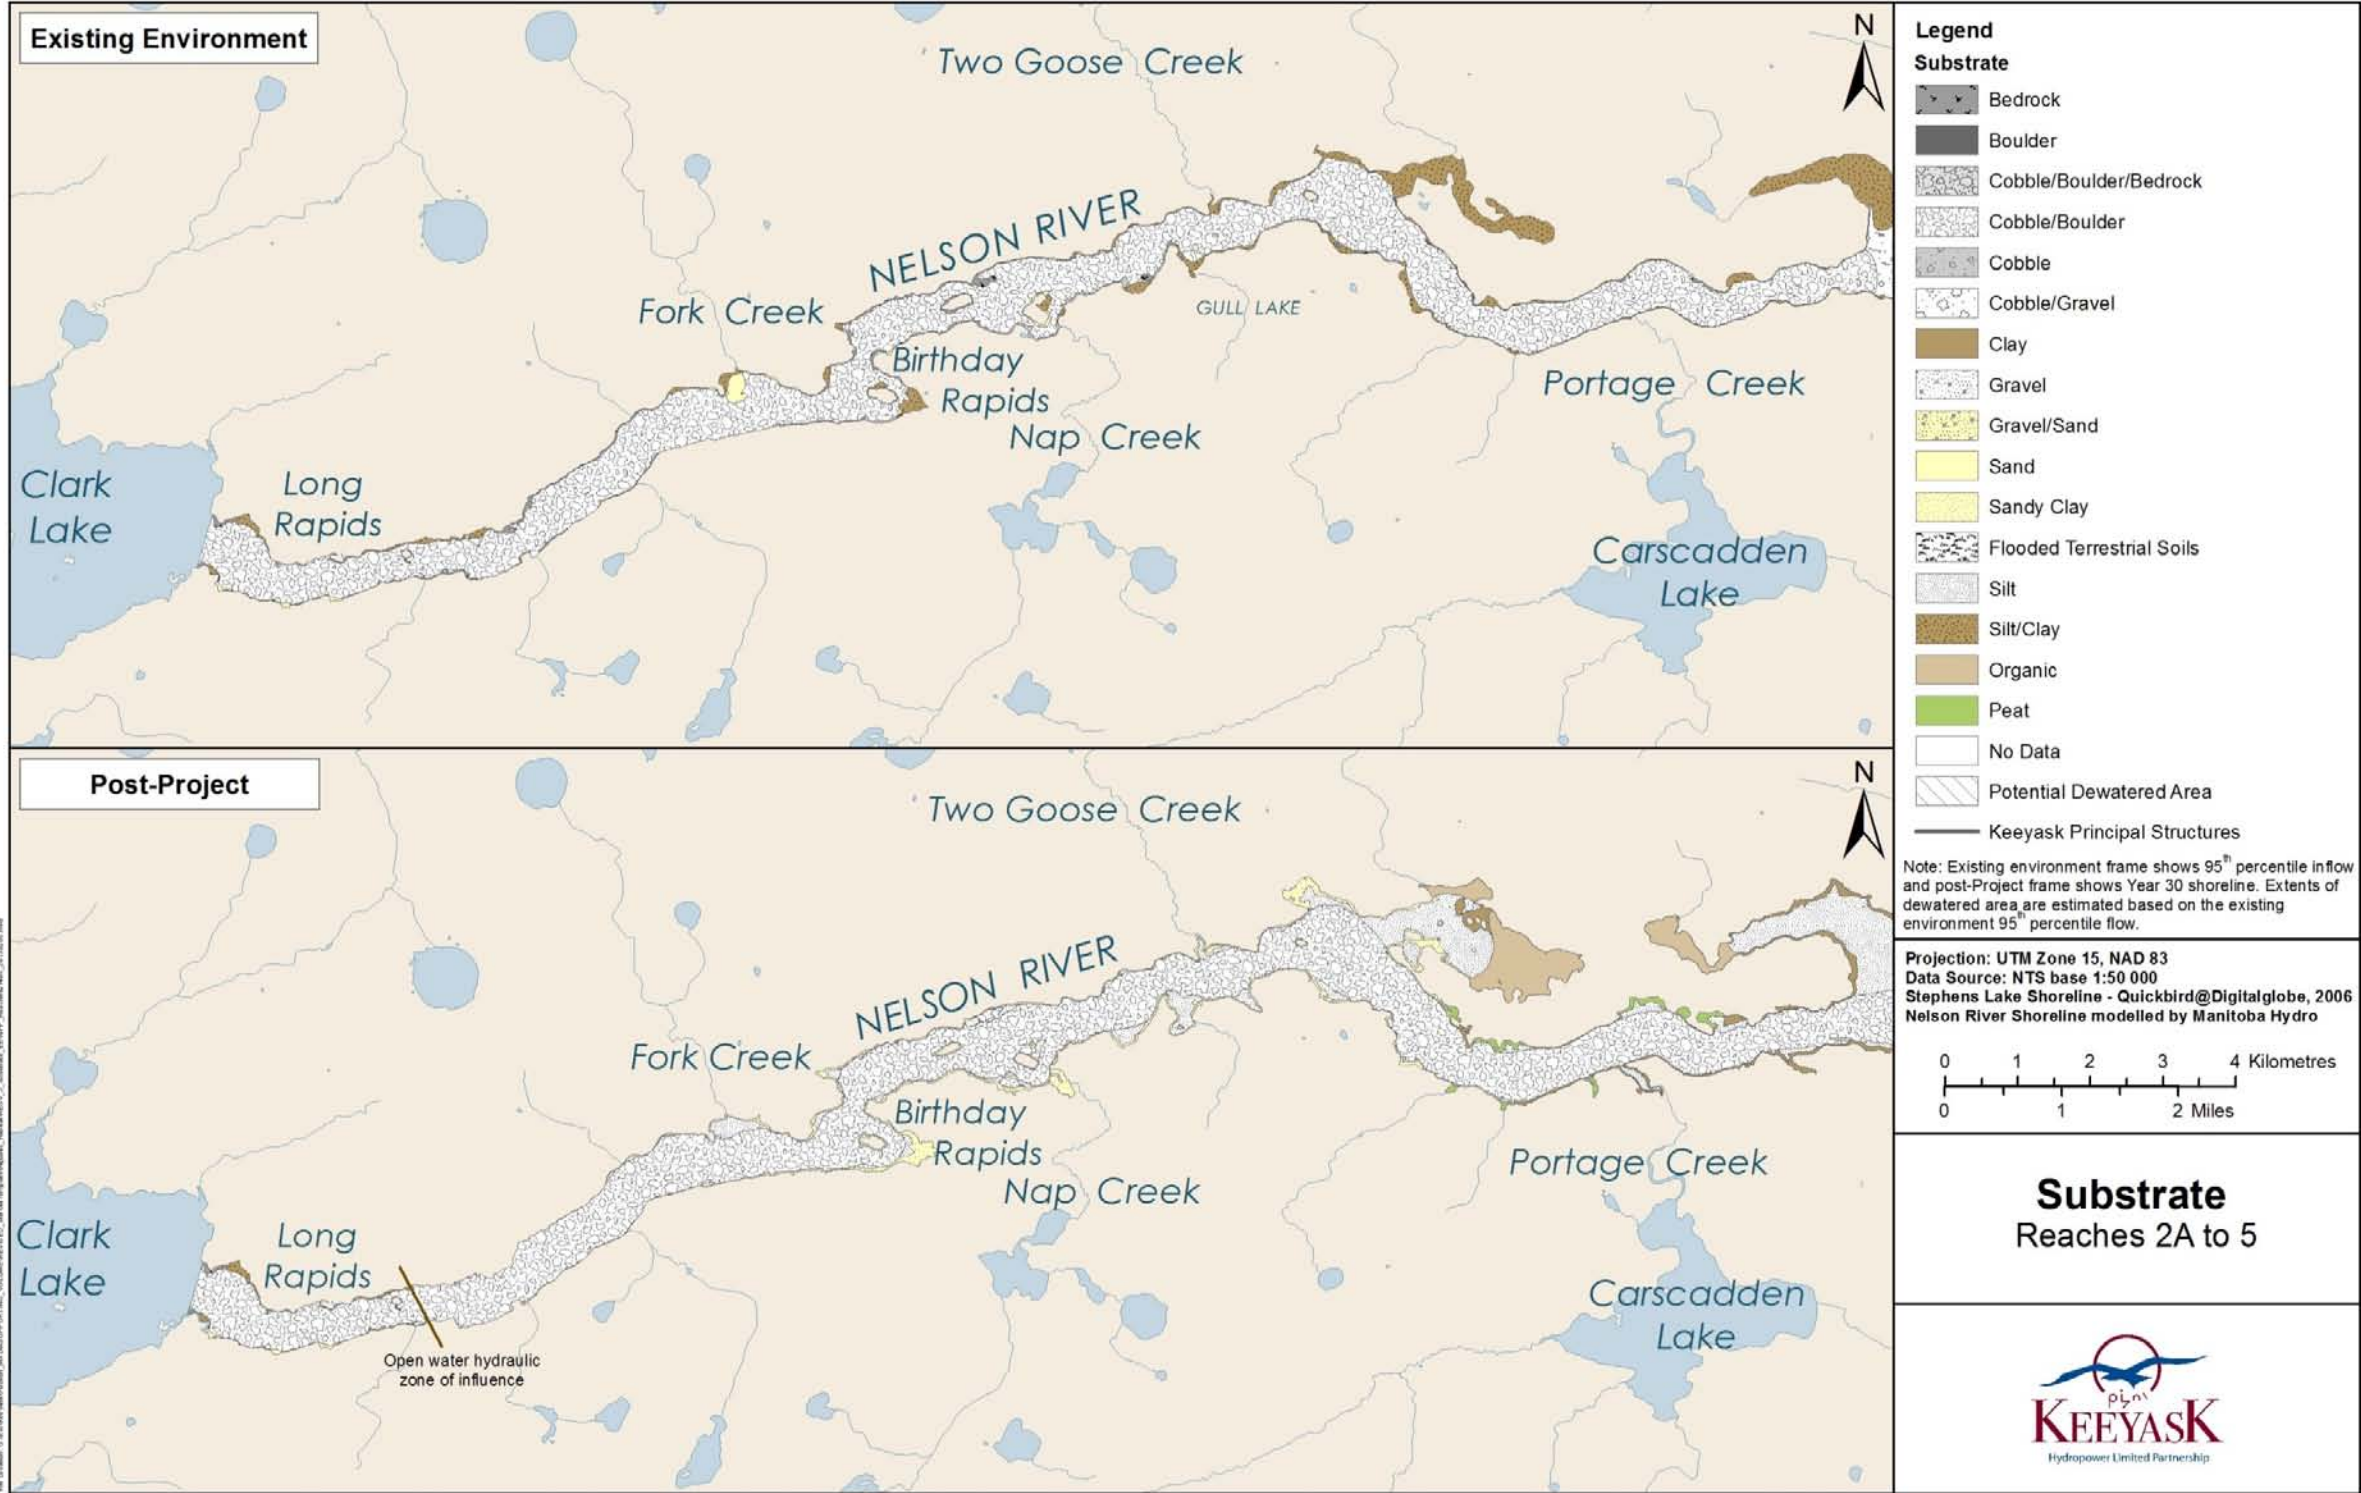 Existing Environment
N
Two Goose Creek
NELSON RIVER
Fork Creek
GULL LAKE
Birthday
Rapids
Portage Creek
Nap Creek
Clark
Lake
Long
Rapids
Carscadden
Lake
Post-Project
N
Two Goose Creek
NELSON RIVER
Fork Creek
Birthday
Rapids
Portage Creek
Nap Creek
Clark
Lake
Long
Rapids
Carscadden
Lake
Open water hydraulic
zone of influence
Legend
Substrate
Bedrock
Boulder
Cobble/Boulder/Bedrock
Cobble/Boulder
Cobble
Cobble/Gravel
Clay
Gravel
Gravel/Sand
Sand
Sandy Clay
Flooded Terrestrial Soils
Silt
Silt/Clay
Organic
Peat
No Data
Potential Dewatered Area
Keeyask Principal Structures
Note: Existing environment frame shows 95th percentile inflow
and post-Project frame shows Year 30 shoreline. Extents of
dewatered area are estimated based on the existing
environment 95th percentile flow.
Projection: UTM Zone 15, NAD 83
Data Source: NTS base 1:50 000
Stephens Lake Shoreline - Quickbird@Digitalglobe, 2006
Nelson River Shoreline modelled by Manitoba Hydro
0 1 2 3 4 Kilometres
0 1 2 Miles
Substrate
Reaches 2A to 5
KEEYASK
Hydropower Limited Partnership